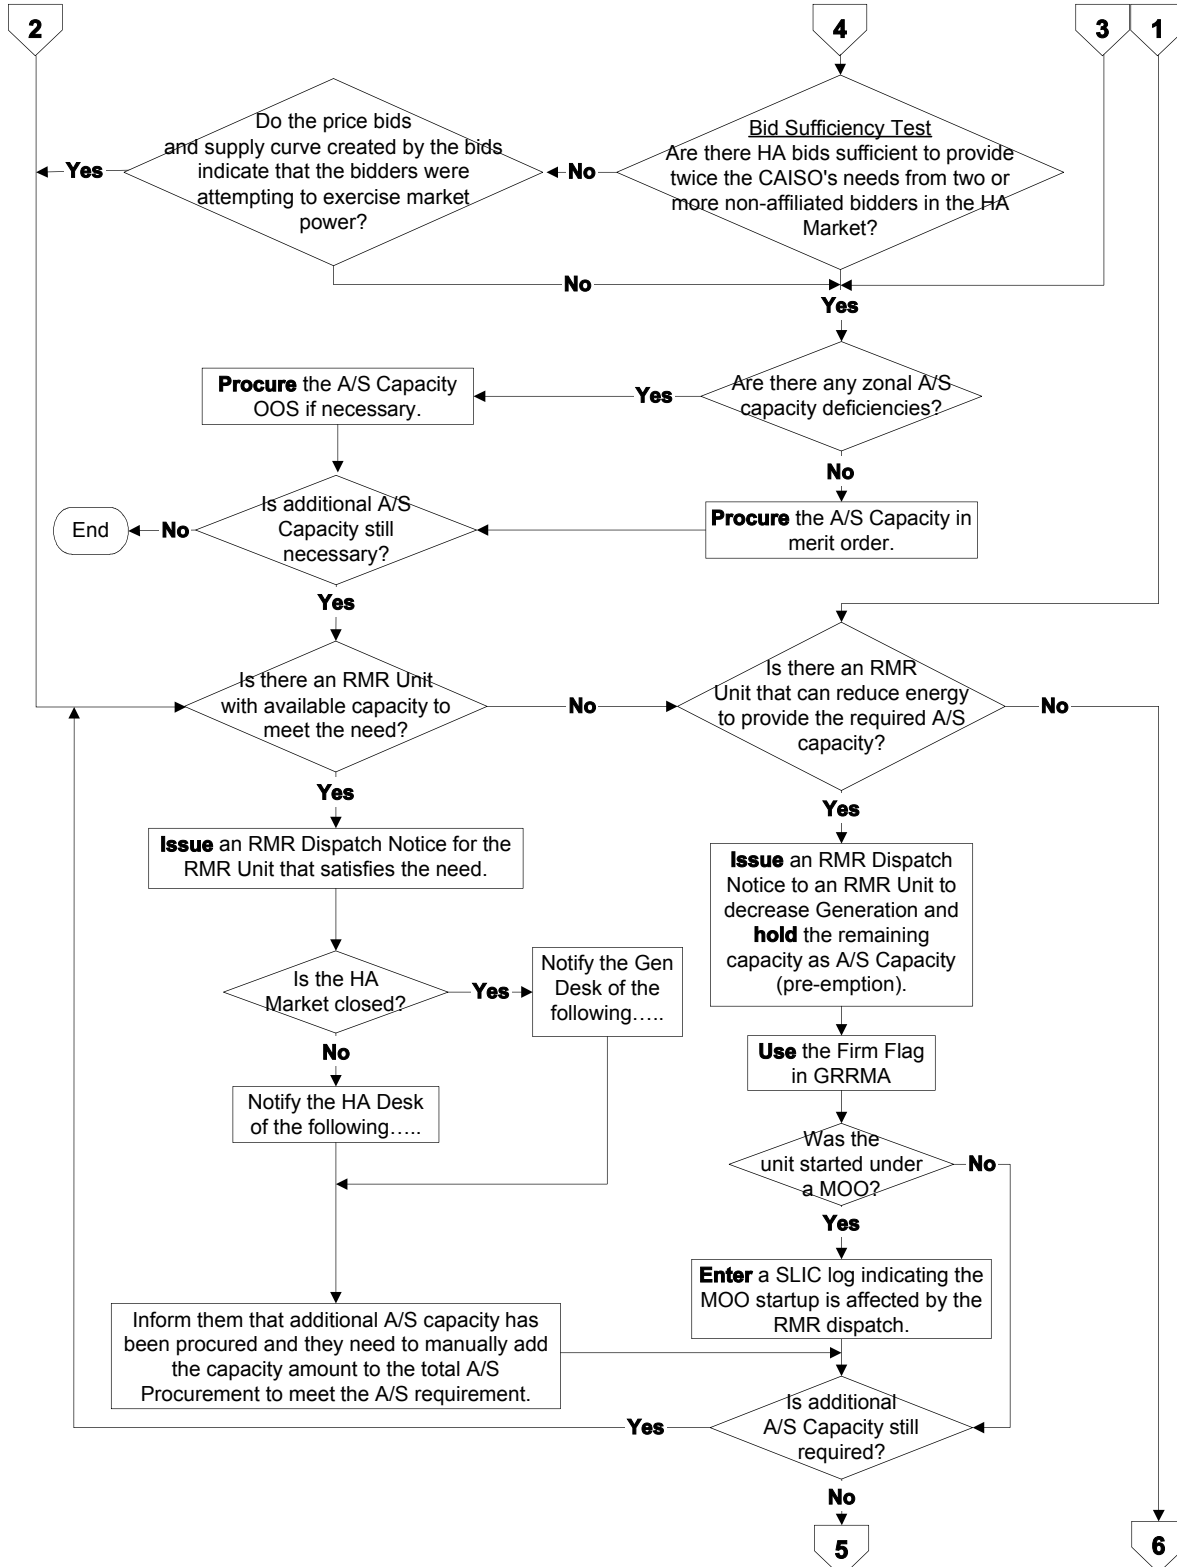 2
4
3
1
Do the price bids
and supply curve created by the bids
indicate that the bidders were
attempting to exercise market
power?
Yes
No
Bid Sufficiency Test
Are there HA bids sufficient to provide
twice the CAISO's needs from two or
more non-affiliated bidders in the HA
Market?
No
Yes
Procure the A/S Capacity
OOS if necessary.
Yes
Are there any zonal A/S
capacity deficiencies?
No
End
No
Is additional A/S
Capacity still
necessary?
Procure the A/S Capacity in
merit order.
Yes
Is there an RMR Unit
with available capacity to
meet the need?
No
Is there an RMR
Unit that can reduce energy
to provide the required A/S
capacity?
No
Yes
Yes
Issue an RMR Dispatch Notice for the
RMR Unit that satisfies the need.
Issue an RMR Dispatch
Notice to an RMR Unit to
decrease Generation and
hold the remaining
capacity as A/S Capacity
(pre-emption).
Is the HA
Market closed?
Yes
Notify the Gen
Desk of the
following…..
No
Use the Firm Flag
in GRRMA
Notify the HA Desk
of the following…..
Was the
unit started under
a MOO?
No
Yes
Enter a SLIC log indicating the
MOO startup is affected by the
RMR dispatch.
Inform them that additional A/S capacity has
been procured and they need to manually add
the capacity amount to the total A/S
Procurement to meet the A/S requirement.
Yes
Is additional
A/S Capacity still
required?
No
5
6